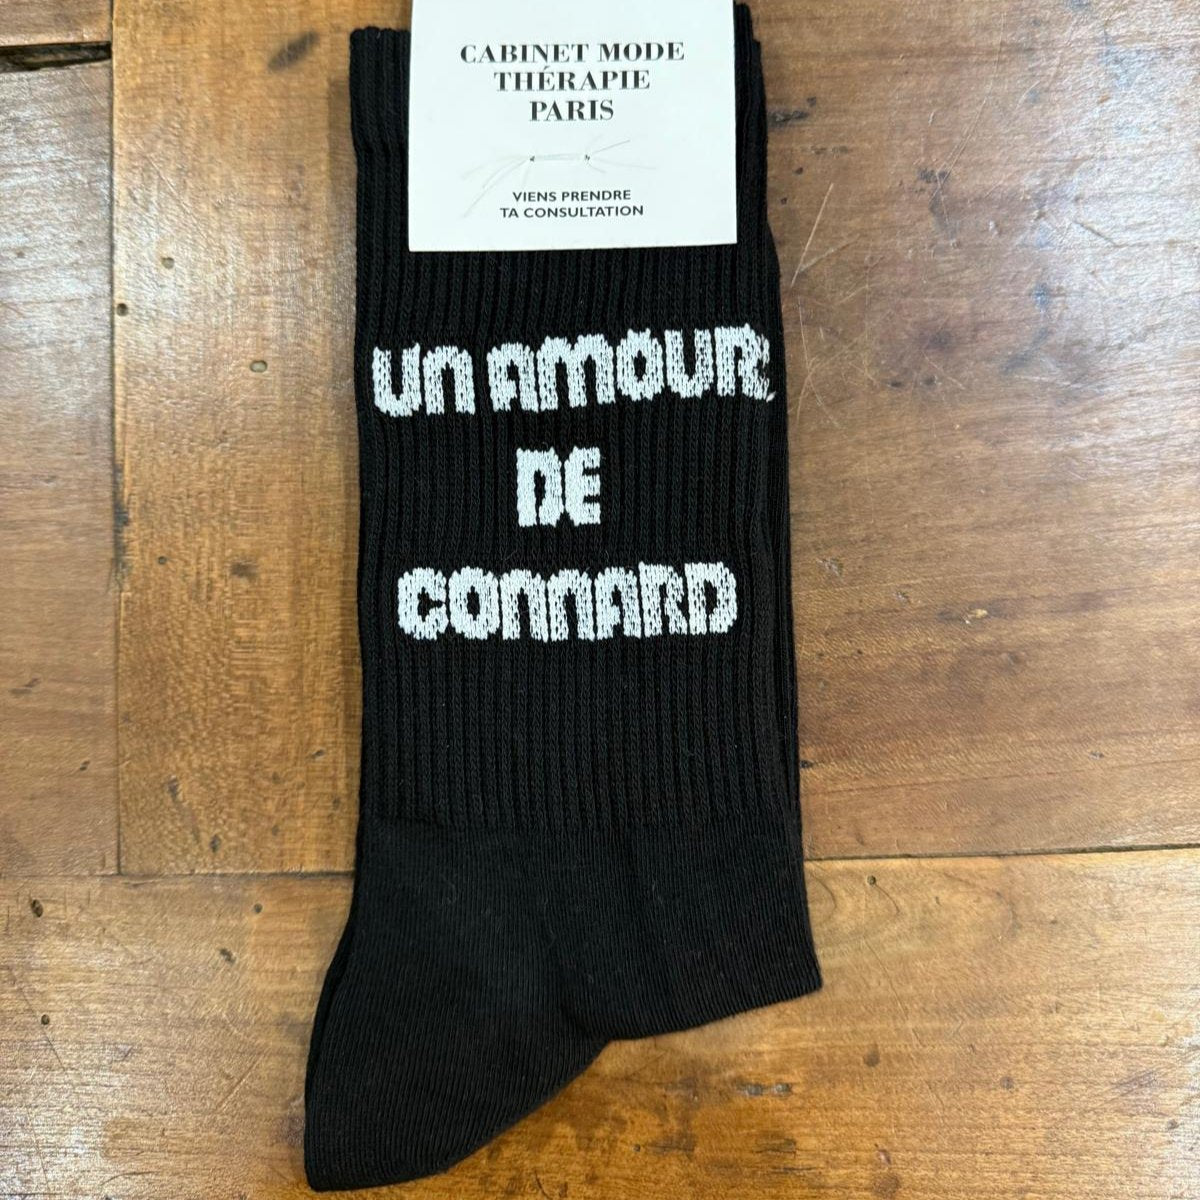 CABINET MODE
THÉRAPIE
PARIS
VIENS PRENDRE
TA CONSULTATION
UN AMOUR
DE
CONNARD